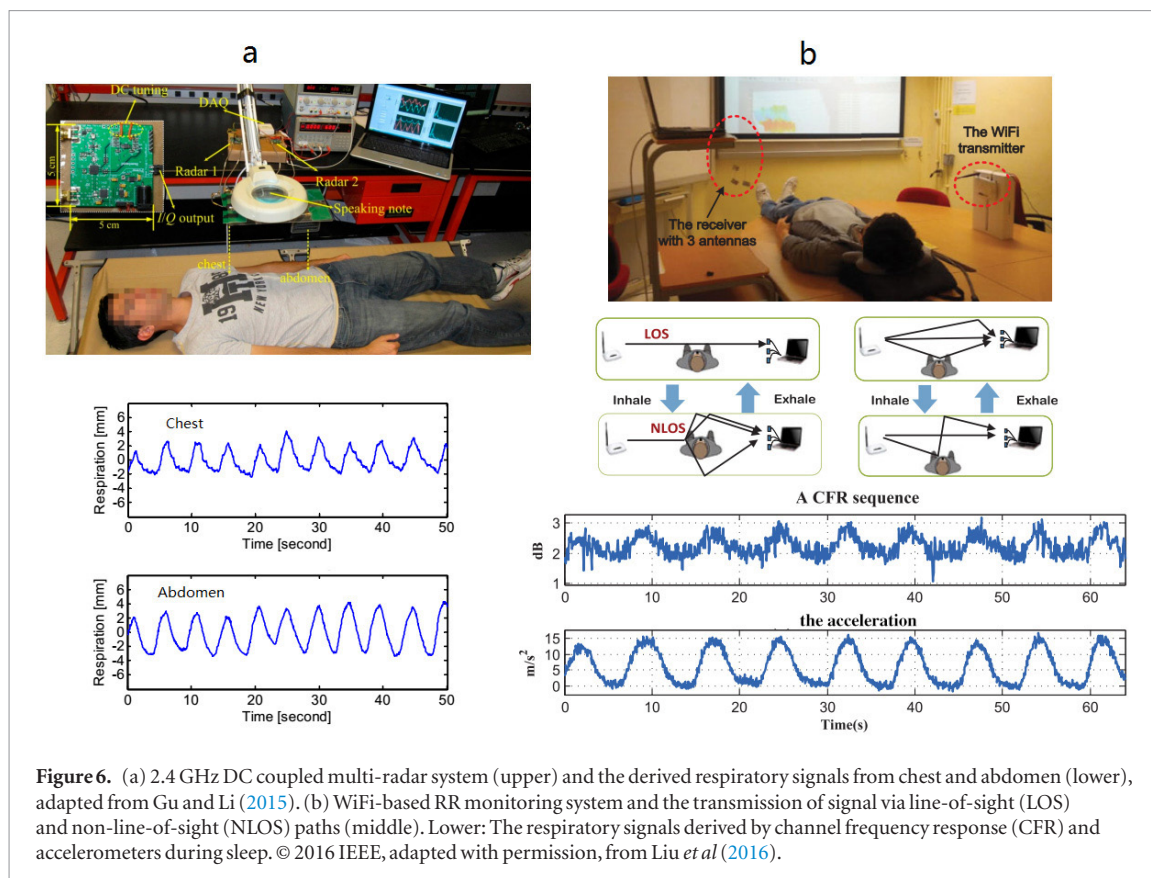 a
b
DC tuning
DAQ
5 cm
Radar 1
Radar 2
I/Q output
Speaking note
5 cm
chest
abdomen
19
The WiFi
transmitter
The receiver
with 3 antennas
LOS
Inhale
Exhale
NLOS
Inhale
Exhale
Chest
Respiration [mm]
6
4
2
0
-2
-4
-6
0
10
20
30
40
50
Time [second]
Abdomen
Respiration [mm]
6
4
2
0
-2
-4
-6
0
10
20
30
40
50
Time [second]
A CFR sequence
dB
3
2
1
0
10
20
30
40
50
60
the acceleration
m/s²
15
10
5
0
0
10
20
30
40
50
60
Time(s)
Figure 6. (a) 2.4 GHz DC coupled multi-radar system (upper) and the derived respiratory signals from chest and abdomen (lower),
adapted from Gu and Li (2015). (b) WiFi-based RR monitoring system and the transmission of signal via line-of-sight (LOS)
and non-line-of-sight (NLOS) paths (middle). Lower: The respiratory signals derived by channel frequency response (CFR) and
accelerometers during sleep. © 2016 IEEE, adapted with permission, from Liu et al (2016).